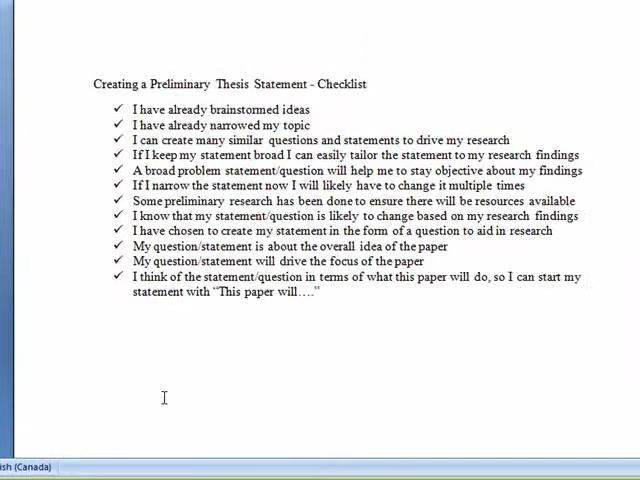 Creating a Preliminary Thesis Statement - Checklist
I have already brainstormed ideas
I have already narrowed my topic
I can create many similar questions and statements to drive my research
If I keep my statement broad I can easily tailor the statement to my research findings
A broad problem statement/question will help me to stay objective about my findings
If I narrow the statement now I will likely have to change it multiple times
Some preliminary research has been done to ensure there will be resources available
I know that my statement/question is likely to change based on my research findings
I have chosen to create my statement in the form of a question to aid in research
My question/statement is about the overall idea of the paper
My question/statement will drive the focus of the paper
I think of the statement/question in terms of what this paper will do, so I can start my
statement with “This paper will….”
ish (Canada)